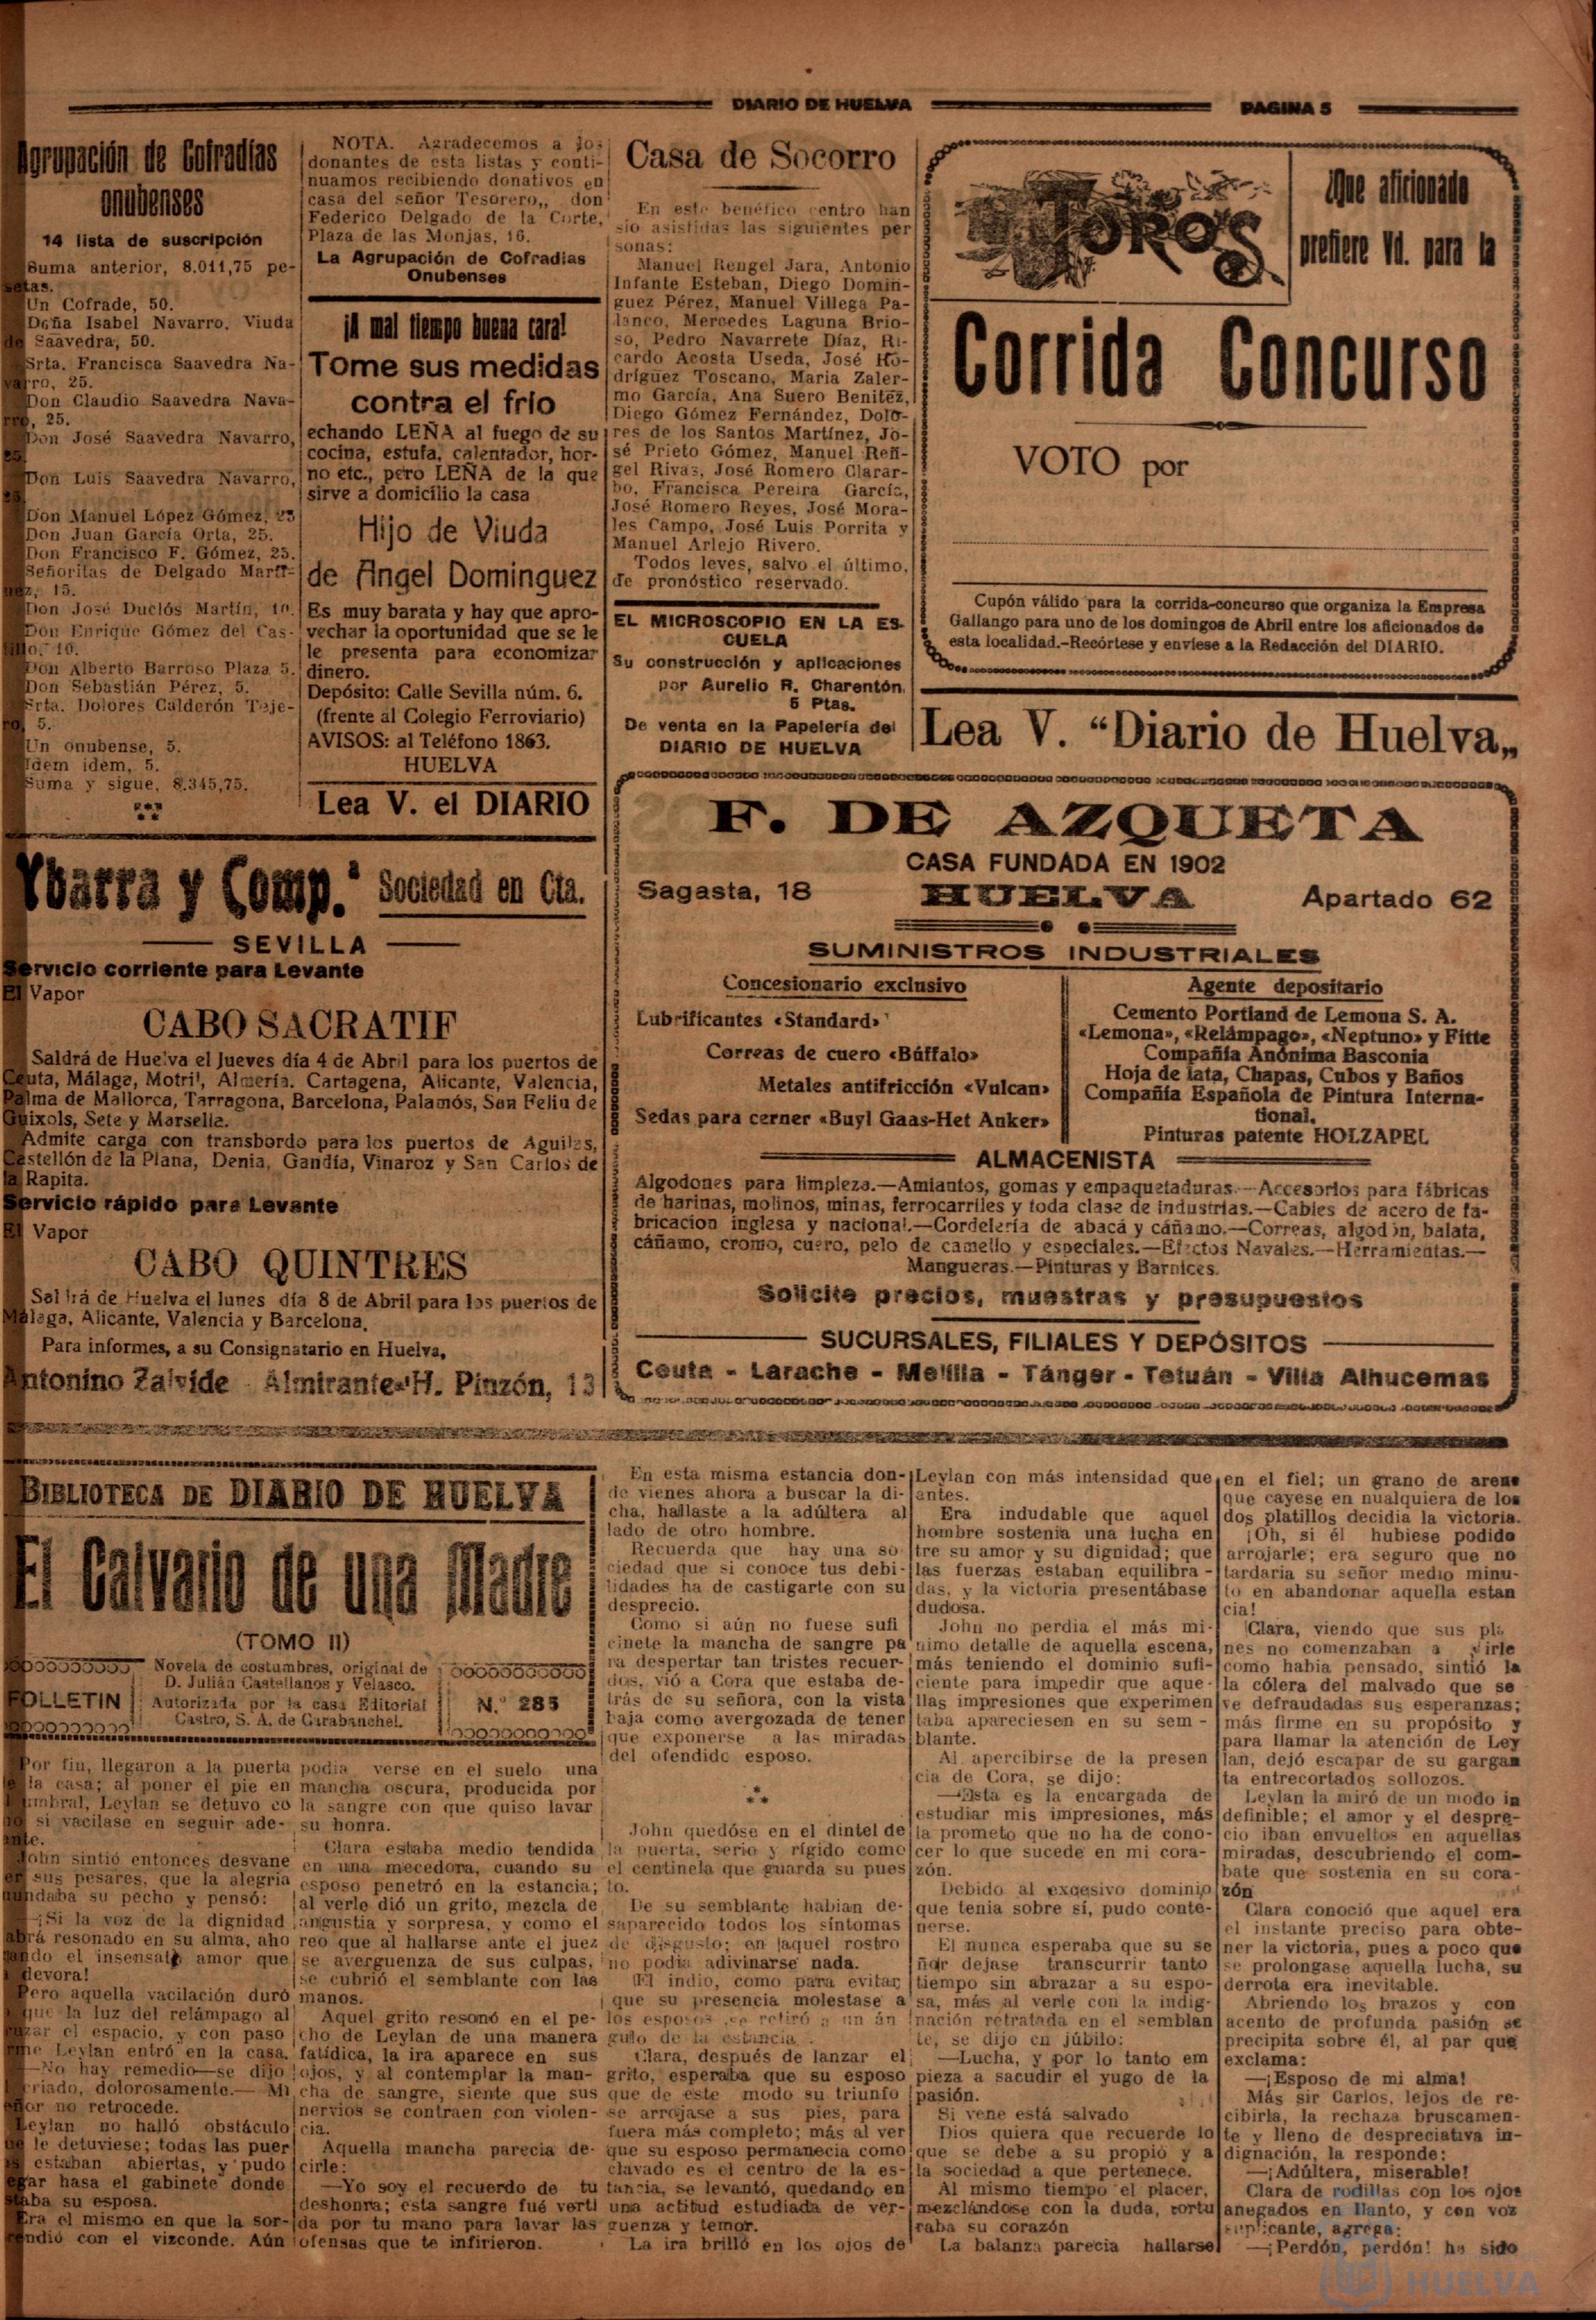 DIARIO DE HUELVA
PAGINA 5
Agrupación de Cofradías
onubenses
14 lista de suscripción
Suma anterior, 8.011,75 pe-
setas.
Un Cofrade, 50.
Doña Isabel Navarro, Viuda
de Saavedra, 50.
Srta. Francisca Saavedra Na-
varro, 25.
Don Claudio Saavedra Nava-
rro, 25.
Don José Saavedra Navarro,
25.
Don Luis Saavedra Navarro,
25.
Don Manuel López Gómez, 25
Don Juan García Orta, 25.
Don Francisco F. Gómez, 25.
Señoritas de Delgado Martí-
nez, 15.
Don José Duclós Martín, 10.
Don Enrique Gómez del Cas-
tillo, 10.
Don Alberto Barroso Plaza 5.
Don Sebastián Pérez, 5.
Srta. Dolores Calderón Teje-
ro, 5.
Un onubense, 5.
Idem idem, 5.
Suma y sigue, 8.345,75.
NOTA. Agradecemos a los
donantes de esta listas y conti-
nuamos recibiendo donativos en
casa del señor Tesorero,, don
Federico Delgado de la Corte,
Plaza de las Monjas, 16.
La Agrupación de Cofradías
Onubenses
¡A mal tiempo buena cara!
Tome sus medidas
contra el frío
echando LEÑA al fuego de su
cocina, estufa, calentador, hor-
no etc., pero LEÑA de la que
sirve a domicilio la casa
Hijo de Viuda
de Angel Dominguez
Es muy barata y hay que apro-
vechar la oportunidad que se le
le presenta para economizar
dinero.
Depósito: Calle Sevilla núm. 6.
(frente al Colegio Ferroviario)
AVISOS: al Teléfono 1863.
HUELVA
Lea V. el DIARIO
Casa de Socorro
En este benéfico centro han
sio asistidas las siguientes per
sonas:
Manuel Rengel Jara, Antonio
Infante Esteban, Diego Domin-
guez Pérez, Manuel Villega Pa-
lanco, Mercedes Laguna Brio-
so, Pedro Navarrete Díaz, Ri-
cardo Acosta Useda, José Ro-
dríguez Toscano, Maria Zaler-
mo García, Ana Suero Benitez,
Diego Gómez Fernández, Dolo-
res de los Santos Martínez, Jo-
sé Prieto Gómez, Manuel Ren-
gel Rivas, José Romero Clarar-
bo, Francisca Pereira García,
José Romero Reyes, José Mora-
les Campo, José Luis Porrita y
Manuel Arlejo Rivero.
Todos leves, salvo el último,
de pronóstico reservado.
EL MICROSCOPIO EN LA ES-
CUELA
Su construcción y aplicaciones
por Aurelio R. Charentón.
5 Ptas.
De venta en la Papelería del
DIARIO DE HUELVA
TOROS
¿Que aficionado
prefiere Vd. para la
Corrida Concurso
VOTO por
Cupón válido para la corrida-concurso que organiza la Empresa
Gallango para uno de los domingos de Abril entre los aficionados de
esta localidad.-Recórtese y envíese a la Redacción del DIARIO.
Lea V. "Diario de Huelva„
Ybarra y Comp.ª Sociedad en Cta.
SEVILLA
Servicio corriente para Levante
El Vapor
CABO SACRATIF
Saldrá de Huelva el Jueves día 4 de Abril para los puertos de
Ceuta, Málaga, Motril, Almería. Cartagena, Alicante, Valencia,
Palma de Mallorca, Tarragona, Barcelona, Palamós, San Feliu de
Guixols, Sete y Marsella.
Admite carga con transbordo para los puertos de Aguilas,
Castellón de la Plana, Denia, Gandía, Vinaroz y San Carlos de
la Rapita.
Servicio rápido para Levante
El Vapor
CABO QUINTRES
Saldrá de Huelva el lunes día 8 de Abril para los puertos de
Málaga, Alicante, Valencia y Barcelona.
Para informes, a su Consignatario en Huelva,
Antonino Zalvide - Almirante H. Pinzón, 13
F. DE AZQUETA
CASA FUNDADA EN 1902
Sagasta, 18
HUELVA
Apartado 62
SUMINISTROS INDUSTRIALES
Concesionario exclusivo
Lubrificantes «Standard»
Correas de cuero «Búffalo»
Metales antifricción «Vulcan»
Sedas para cerner «Buyl Gaas-Het Anker»
Agente depositario
Cemento Portland de Lemona S. A.
«Lemona», «Relámpago», «Neptuno» y Fitte
Compañía Anónima Basconia
Hoja de lata, Chapas, Cubos y Baños
Compañía Española de Pintura Interna-
tional.
Pinturas patente HOLZAPEL
ALMACENISTA
Algodones para limpieza.—Amiantos, gomas y empaquetaduras.—Accesorios para fábricas
de harinas, molinos, minas, ferrocarriles y toda clase de industrias.—Cables de acero de fa-
bricacion inglesa y nacional.—Cordelería de abacá y cáñamo.—Correas, algodón, balata,
cáñamo, cromo, cuero, pelo de camello y especiales.—Efectos Navales.—Herramientas.—
Mangueras.—Pinturas y Barnices.
Solicite precios, muestras y presupuestos
SUCURSALES, FILIALES Y DEPÓSITOS
Ceuta - Larache - Melilla - Tánger - Tetuán - Villa Alhucemas
BIBLIOTECA DE DIARIO DE HUELVA
El Calvario de una Madre
(TOMO II)
FOLLETIN
Novela de costumbres, original de
D. Julián Castellanos y Velasco.
Autorizada por la casa Editorial
Castro, S. A. de Carabanchel.
N.º 285
Por fin, llegaron a la puerta
de la casa; al poner el pie en
l umbral, Leylan se detuvo co
mo si vacilase en seguir ade-
ante.
John sintió entonces desvane
er sus pesares, que la alegria
nundaba su pecho y pensó:
—¡Si la voz de la dignidad
abrá resonado en su alma, aho
gando el insensato amor que
devora!
Pero aquella vacilación duró
que la luz del relámpago al
ruzar el espacio, y con paso
rme Leylan entró en la casa.
—No hay remedio—se dijo
l criado, dolorosamente.— Mi
eñor no retrocede.
Leylan no halló obstáculo
ue le detuviese; todas las puer
as estaban abiertas, y pudo
egar hasa el gabinete donde
staba su esposa.
Era el mismo en que la sor-
rendió con el vizconde. Aún
podia verse en el suelo una
mancha oscura, producida por
la sangre con que quiso lavar
su honra.
Clara estaba medio tendida
en una mecedora, cuando su
esposo penetró en la estancia;
al verle dió un grito, mezcla de
angustia y sorpresa, y como el
reo que al hallarse ante el juez
se averguenza de sus culpas,
se cubrió el semblante con las
manos.
Aquel grito resonó en el pe-
cho de Leylan de una manera
fatídica, la ira aparece en sus
ojos, y al contemplar la man-
cha de sangre, siente que sus
nervios se contraen con violen-
cia.
Aquella mancha parecia de-
cirle:
—Yo soy el recuerdo de tu
deshonra; esta sangre fué verti
da por tu mano para lavar las
ofensas que te infirieron.
En esta misma estancia don-
de vienes ahora a buscar la di-
cha, hallaste a la adúltera al
lado de otro hombre.
Recuerda que hay una so
ciedad que si conoce tus debi-
lidades ha de castigarte con su
desprecio.
Como si aún no fuese sufi
cinete la mancha de sangre pa
ra despertar tan tristes recuer-
dos, vió a Cora que estaba de-
trás de su señora, con la vista
baja como avergozada de tener
que exponerse a las miradas
del ofendido esposo.
John quedóse en el dintel de
la puerta, serio y rígido como
el centinela que guarda su pues
to.
De su semblante habian de-
saparecido todos los síntomas
de disgusto; en aquel rostro
no podia adivinarse nada.
El indio, como para evitar
que su presencia molestase a
los esposos se retiró a un án
gulo de la estancia.
Clara, después de lanzar el
grito, esperaba que su esposo
que de este modo su triunfo
se arrojase a sus pies, para
fuera más completo; más al ver
que su esposo permanecia como
clavado es el centro de la es-
tancia, se levantó, quedando en
una actitud estudiada de ver-
guenza y temor.
La ira brilló en los ojos de
Leylan con más intensidad que
antes.
Era indudable que aquel
hombre sostenia una lucha en
tre su amor y su dignidad; que
las fuerzas estaban equilibra-
das, y la victoria presentábase
dudosa.
John no perdia el más mi-
nimo detalle de aquella escena,
más teniendo el dominio sufi-
ciente para impedir que aque-
llas impresiones que experimen
taba apareciesen en su sem-
blante.
Al apercibirse de la presen
cia de Cora, se dijo:
—Esta es la encargada de
estudiar mis impresiones, más
la prometo que no ha de cono-
cer lo que sucede en mi cora-
zón.
Debido al excesivo dominio
que tenia sobre sí, pudo conte-
nerse.
El nunca esperaba que su se
ñor dejase transcurrir tanto
tiempo sin abrazar a su espo-
sa, más al verle con la indig-
nación retratada en el semblan
te, se dijo en júbilo:
—Lucha, y por lo tanto em
pieza a sacudir el yugo de la
pasión.
Si vene está salvado
Dios quiera que recuerde lo
que se debe a su propio y a
la sociedad a que pertenece.
Al mismo tiempo el placer,
mezclándose con la duda, tortu
raba su corazón
La balanza parecia hallarse
en el fiel; un grano de arena
que cayese en nualquiera de los
dos platillos decidia la victoria.
¡Oh, si él hubiese podido
arrojarle; era seguro que no
tardaria su señor medio minu-
to en abandonar aquella estan
cia!
Clara, viendo que sus pla
nes no comenzaban a
como habia pensado, sintió la
la cólera del malvado que se
ve defraudadas sus esperanzas;
más firme en su propósito y
para llamar la atención de Ley
lan, dejó escapar de su gargan
ta entrecortados sollozos.
Leylan la miró de un modo in
definible; el amor y el despre-
cio iban envueltos en aquellas
miradas, descubriendo el com-
bate que sostenia en su cora-
zón
Clara conoció que aquel era
el instante preciso para obte-
ner la victoria, pues a poco que
se prolongase aquella lucha, su
derrota era inevitable.
Abriendo los brazos y con
acento de profunda pasión se
precipita sobre él, al par que
exclama:
—¡Esposo de mi alma!
Más sir Carlos, lejos de re-
cibirla, la rechaza bruscamen-
te y lleno de despreciativa in-
dignación, la responde:
—¡Adúltera, miserable!
Clara de rodillas con los ojos
anegados en llanto, y con voz
suplicante, agrega:
—¡Perdón, perdón! ha sido
HUELVA